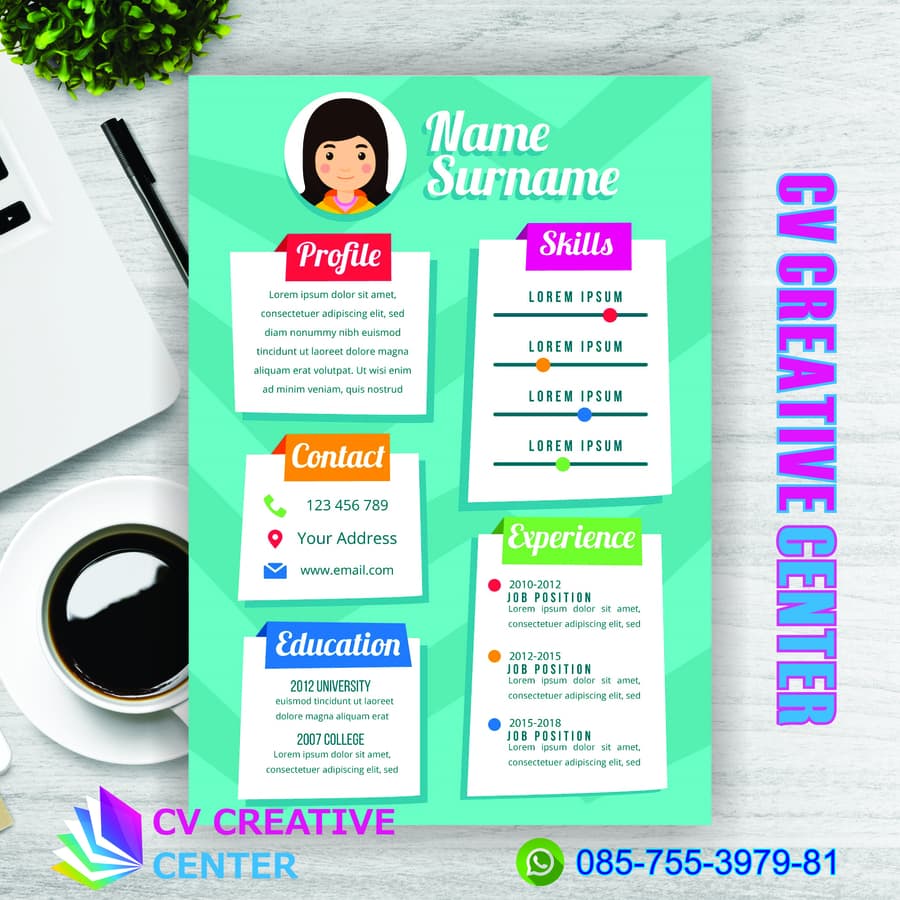 Name
Surname
Profile
Lorem ipsum dolor sit amet,
consectetuer adipiscing elit, sed
diam nonummy nibh euismod
tincidunt ut laoreet dolore magna
aliquam erat volutpat. Ut wisi enim
ad minim veniam, quis nostrud
Contact
123 456 789
Your Address
www.email.com
Education
2012 UNIVERSITY
euismod tincidunt ut laoreet
dolore magna aliquam erat
2007 COLLEGE
Lorem ipsum dolor sit amet,
consectetuer adipiscing elit, sed
Skills
LOREM IPSUM
LOREM IPSUM
LOREM IPSUM
LOREM IPSUM
Experience
2010-2012
JOB POSITION
Lorem ipsum dolor sit amet,
consectetuer adipiscing elit, sed
2012-2015
JOB POSITION
Lorem ipsum dolor sit amet,
consectetuer adipiscing elit, sed
2015-2018
JOB POSITION
Lorem ipsum dolor sit amet,
consectetuer adipiscing elit, sed
CV CREATIVE CENTER
CV CREATIVE
CENTER
085-755-3979-81